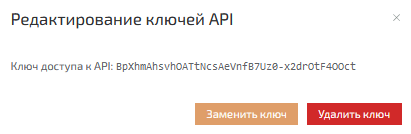 Редактирование ключей API
Ключ доступа к API: BpXhmAhsvhOATtNcsAeVnfB7Uz0-x2drOtF4OOct
Заменить ключ
Удалить ключ